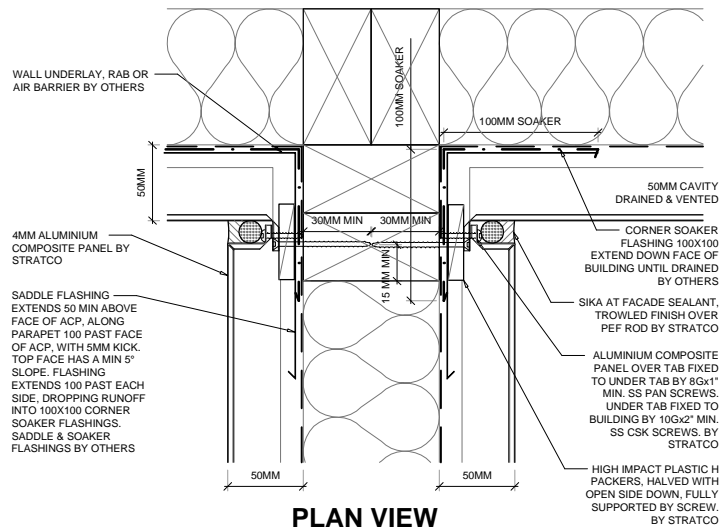 WALL UNDERLAY, RAB OR
AIR BARRIER BY OTHERS
50MM
4MM ALUMINIUM
COMPOSITE PANEL BY
STRATCO
SADDLE FLASHING
EXTENDS 50 MIN ABOVE
FACE OF ACP, ALONG
PARAPET 100 PAST FACE
OF ACP, WITH 5MM KICK.
TOP FACE HAS A MIN 5°
SLOPE. FLASHING
EXTENDS 100 PAST EACH
SIDE, DROPPING RUNOFF
INTO 100X100 CORNER
SOAKER FLASHINGS.
SADDLE & SOAKER
FLASHINGS BY OTHERS
100MM SOAKER
100MM SOAKER
30MM MIN
30MM MIN
15 MM MIN
50MM CAVITY
DRAINED & VENTED
CORNER SOAKER
FLASHING 100X100
EXTEND DOWN FACE OF
BUILDING UNTIL DRAINED
BY OTHERS
SIKA AT FACADE SEALANT,
TROWLED FINISH OVER
PEF ROD BY STRATCO
ALUMINIUM COMPOSITE
PANEL OVER TAB FIXED
TO UNDER TAB BY 8Gx1"
MIN. SS PAN SCREWS.
UNDER TAB FIXED TO
BUILDING BY 10Gx2" MIN.
SS CSK SCREWS. BY
STRATCO
HIGH IMPACT PLASTIC H
PACKERS, HALVED WITH
OPEN SIDE DOWN, FULLY
SUPPORTED BY SCREW.
BY STRATCO
50MM
50MM
PLAN VIEW